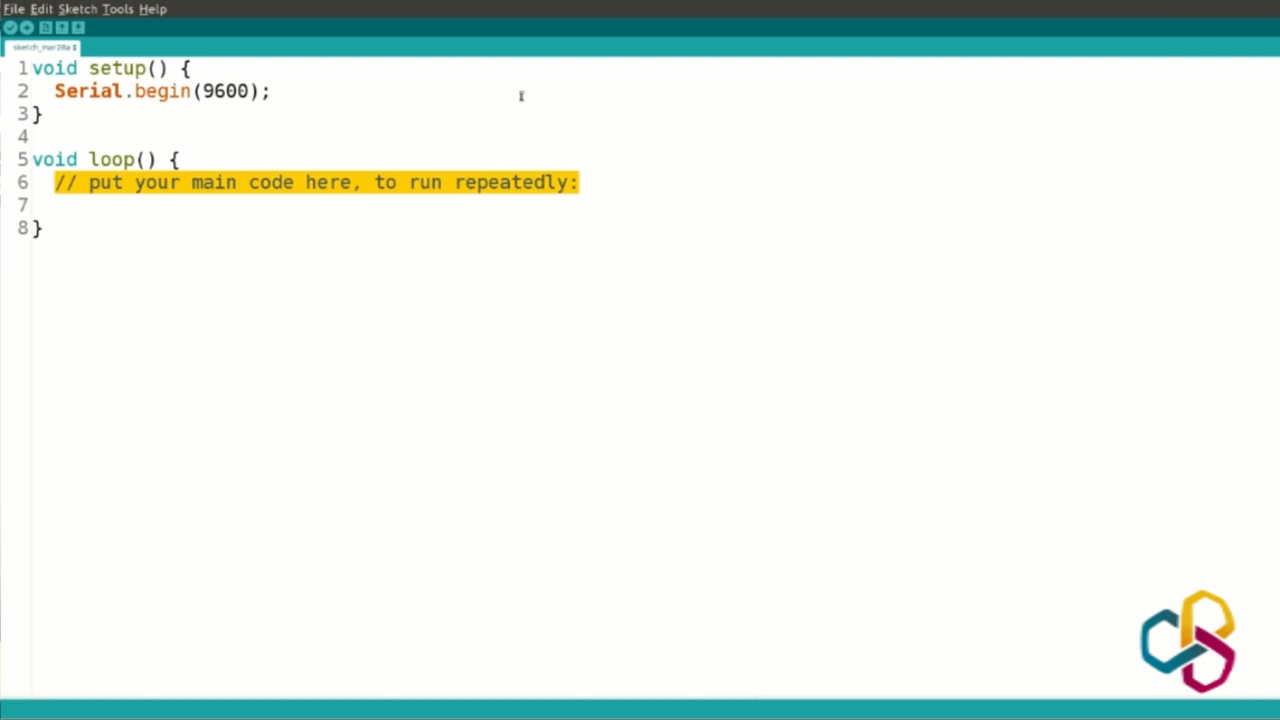 File Edit Sketch Tools Help
sketch_mar28a
1 void setup() {
2   Serial.begin(9600);
3 }
4
5 void loop() {
6   // put your main code here, to run repeatedly:
7
8 }